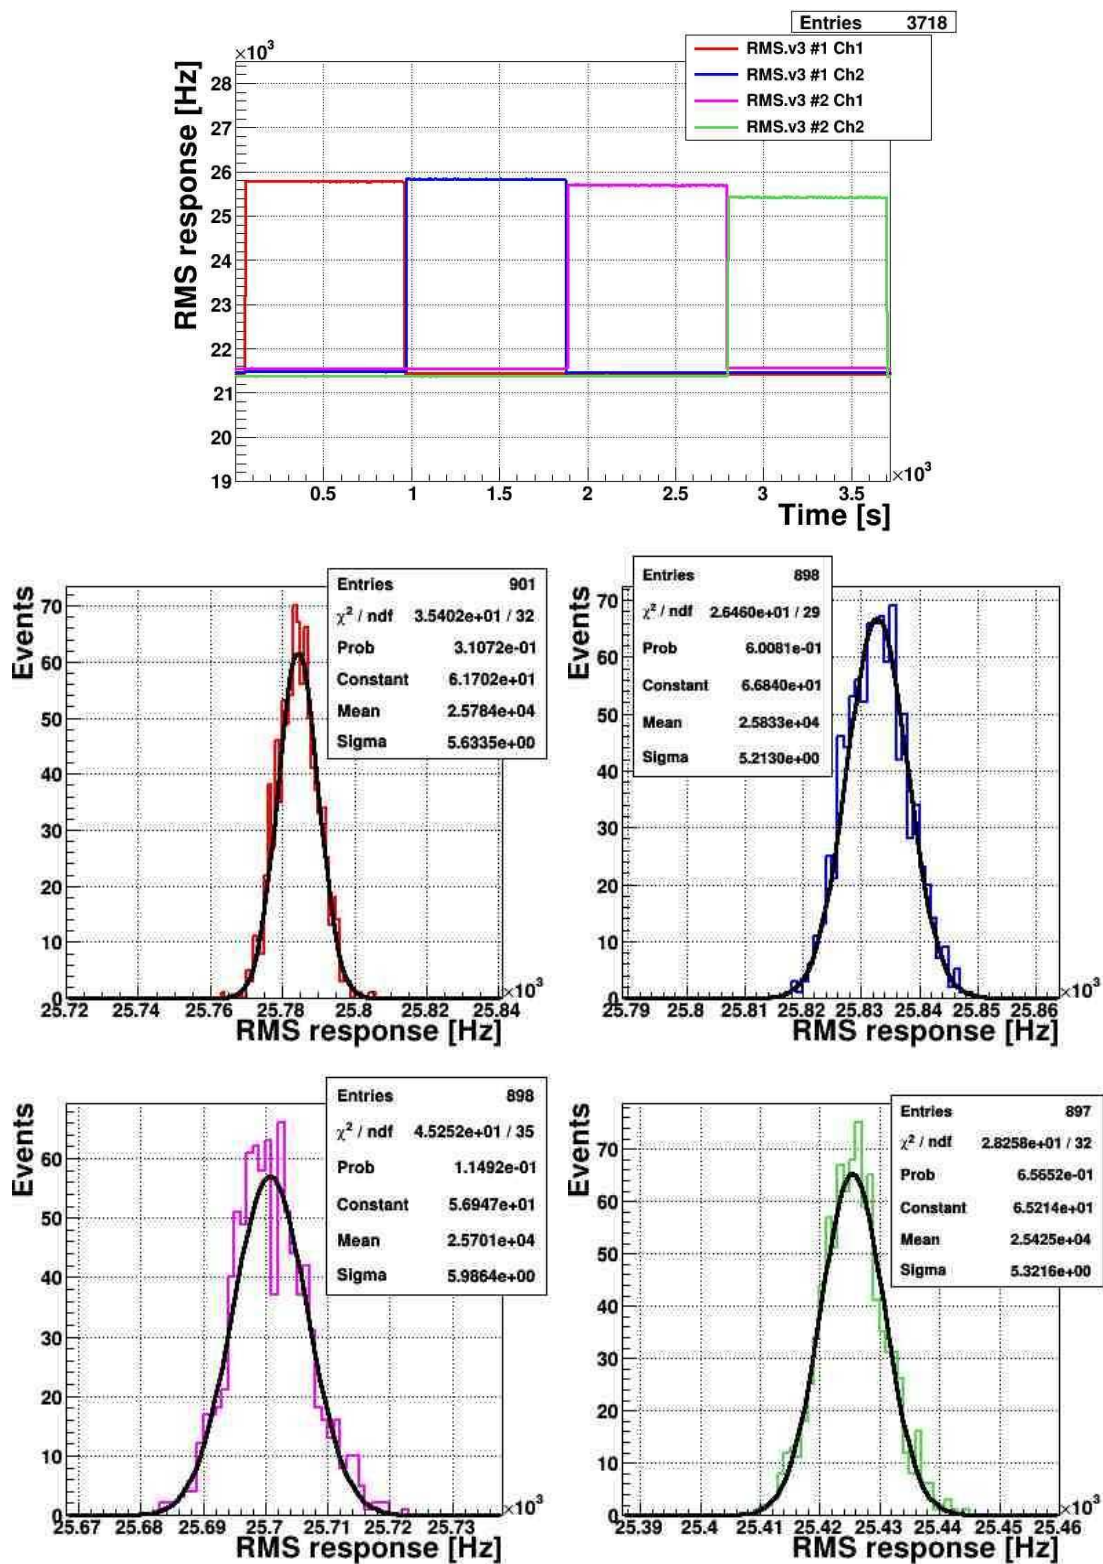 Entries 3718
×10³
RMS.v3 #1 Ch1
RMS.v3 #1 Ch2
RMS.v3 #2 Ch1
RMS.v3 #2 Ch2
RMS response [Hz]
28
27
26
25
24
23
22
21
20
19
0.5 1 1.5 2 2.5 3 3.5 ×10³
Time [s]
Events
70
60
50
40
30
20
10
0
Entries 901
χ² / ndf 3.5402e+01 / 32
Prob 3.1072e-01
Constant 6.1702e+01
Mean 2.5784e+04
Sigma 5.6335e+00
25.72 25.74 25.76 25.78 25.8 25.82 25.84 ×10³
RMS response [Hz]
Events
70
60
50
40
30
20
10
0
Entries 898
χ² / ndf 2.6460e+01 / 29
Prob 6.0081e-01
Constant 6.6840e+01
Mean 2.5833e+04
Sigma 5.2130e+00
25.79 25.8 25.81 25.82 25.83 25.84 25.85 25.86 ×10³
RMS response [Hz]
Events
60
50
40
30
20
10
0
Entries 898
χ² / ndf 4.5252e+01 / 35
Prob 1.1492e-01
Constant 5.6947e+01
Mean 2.5701e+04
Sigma 5.9864e+00
25.67 25.68 25.69 25.7 25.71 25.72 25.73 ×10³
RMS response [Hz]
Events
70
60
50
40
30
20
10
0
Entries 897
χ² / ndf 2.8258e+01 / 32
Prob 6.5652e-01
Constant 6.5214e+01
Mean 2.5425e+04
Sigma 5.3216e+00
25.39 25.4 25.41 25.42 25.43 25.44 25.45 25.46 ×10³
RMS response [Hz]